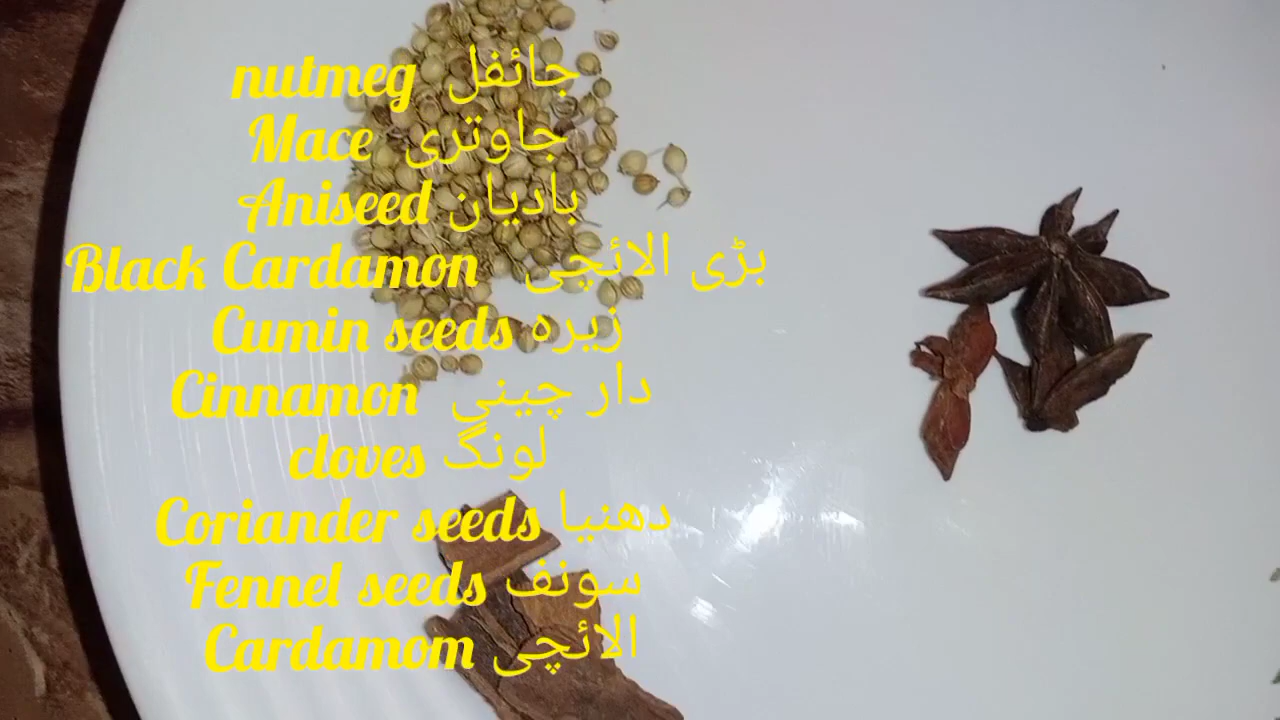 nutmeg جائفل
Mace جاوتری
Aniseed بادیان
Black Cardamon بڑی الائچی
Cumin seeds زیرہ
Cinnamon دار چینی
cloves لونگ
Coriander seeds دھنیا
Fennel seeds سونف
Cardamom الائچی